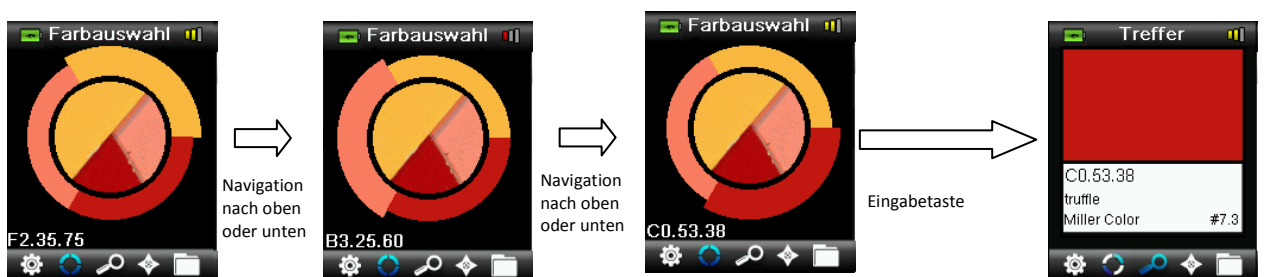 Farbauswahl
F2.35.75
Navigation
nach oben
oder unten
Farbauswahl
B3.25.60
Navigation
nach oben
oder unten
Farbauswahl
C0.53.38
Eingabetaste
Treffer
C0.53.38
truffle
Miller Color #7.3